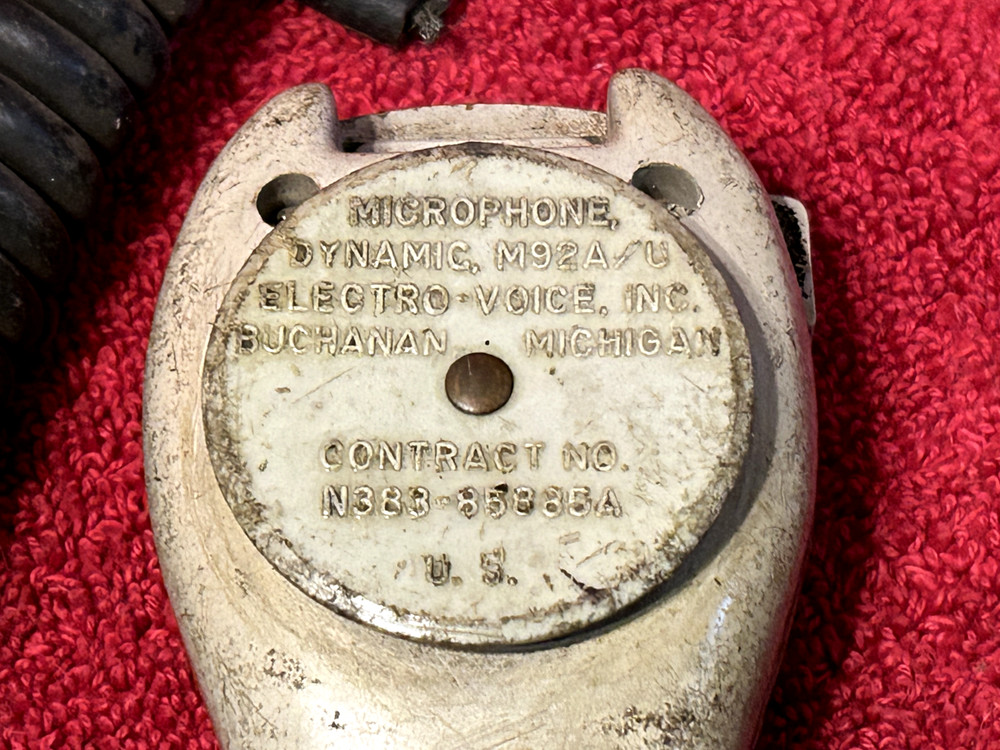 MICROPHONE,
DYNAMIC, M92A/U
ELECTRO-VOICE, INC.
BUCHANAN MICHIGAN
CONTRACT NO.
N383-85885A
U. S.